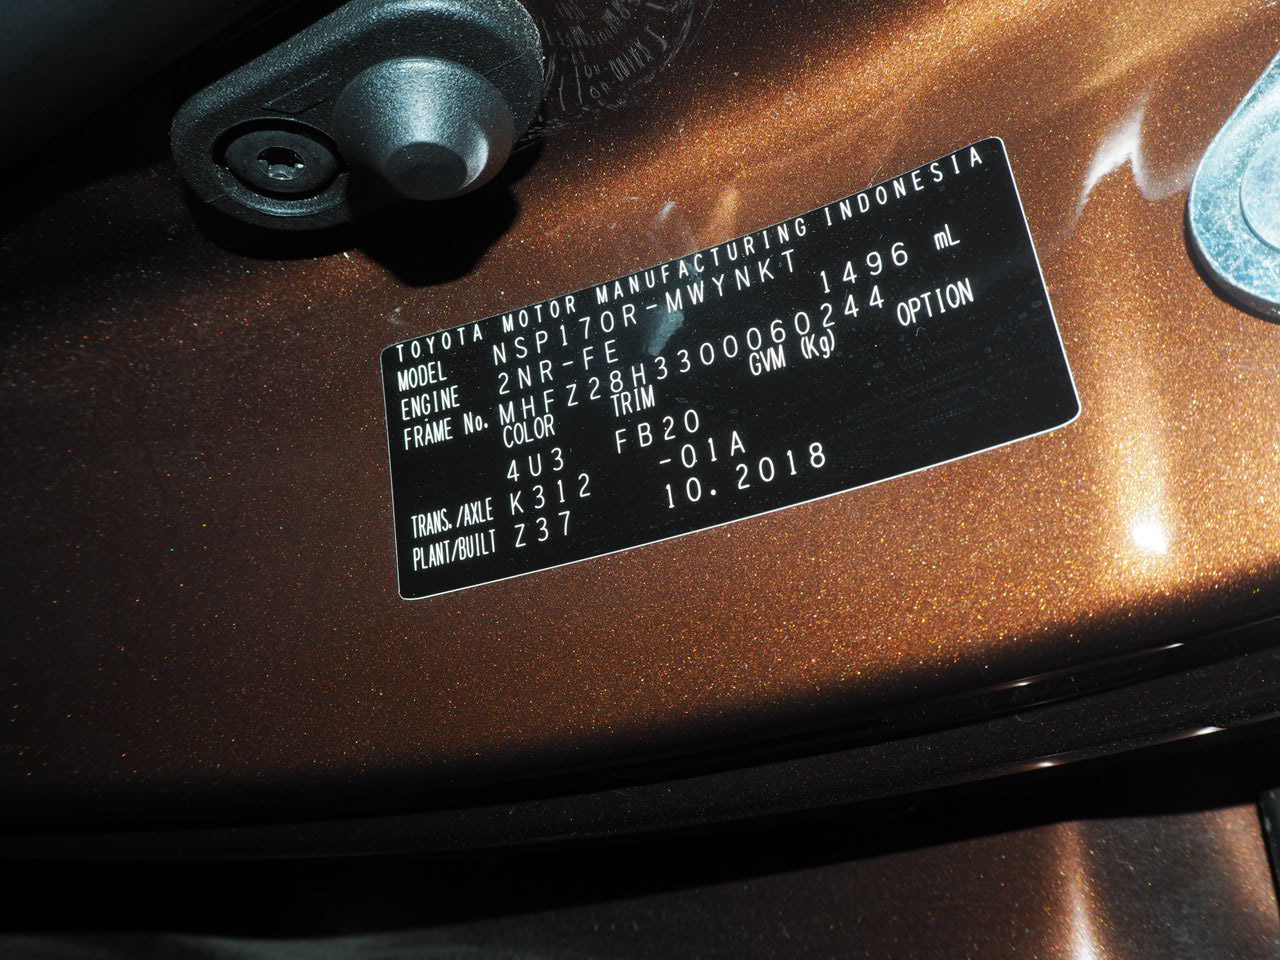 TOYOTA MOTOR MANUFACTURING INDONESIA
MODEL NSP170R-MWYNKT
ENGINE 2NR-FE 1496 mL
FRAME No. MHFZ28H3300060244
COLOR TRIM GVM (Kg) OPTION
4U3 FB20
TRANS./AXLE K312 -01A
PLANT/BUILT Z37 10.2018